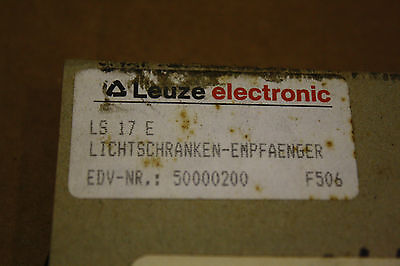 Leuze electronic
LS 17 E
LICHTSCHRANKEN-EMPFAENGER
EDV-NR.: 50000200 F506